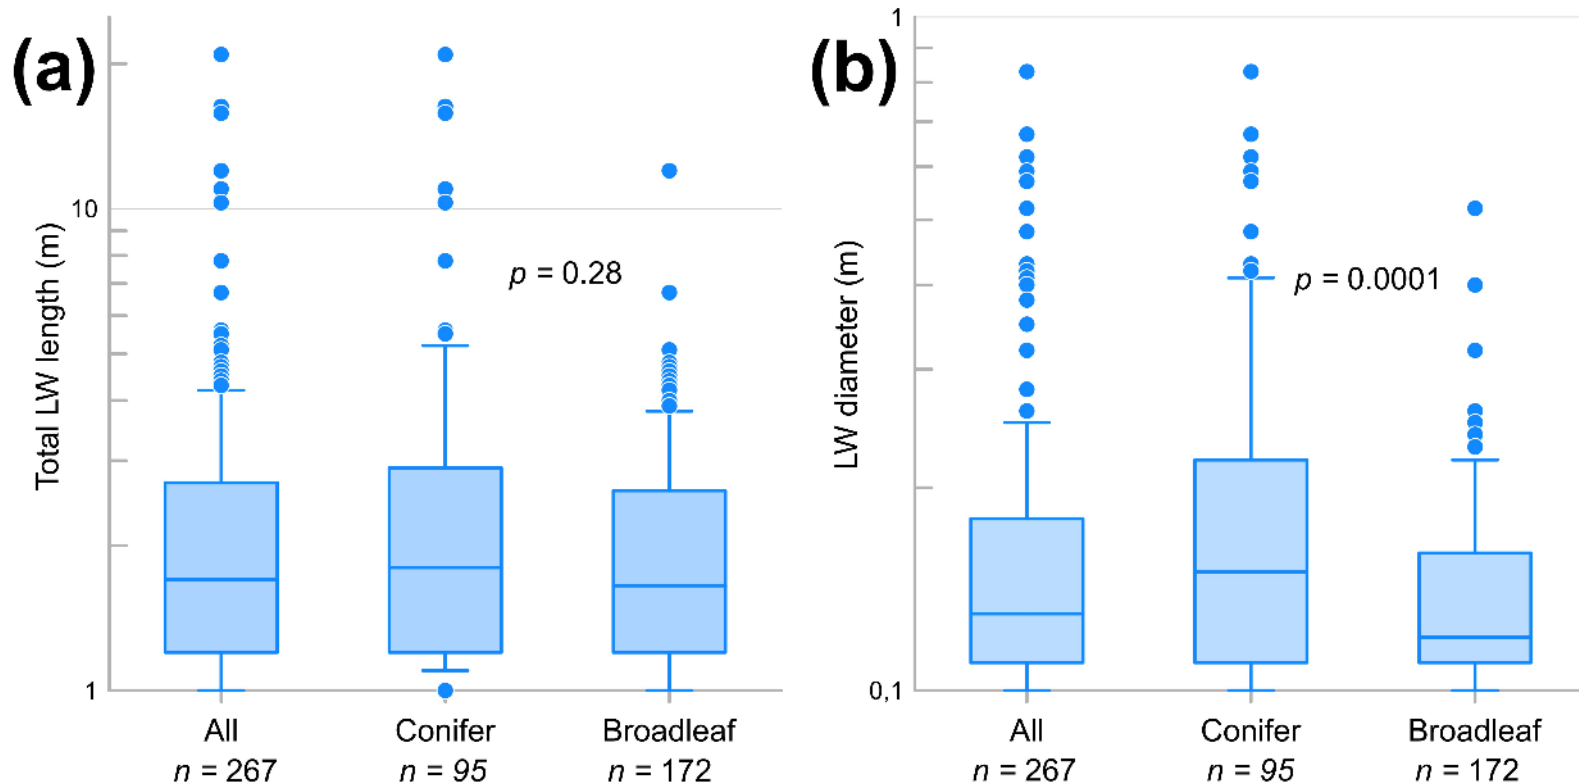 (a)
Total LW length (m)
10
1
p = 0.28
All
Conifer
Broadleaf
n = 267
n = 95
n = 172
(b)
LW diameter (m)
1
0,1
p = 0.0001
All
Conifer
Broadleaf
n = 267
n = 95
n = 172